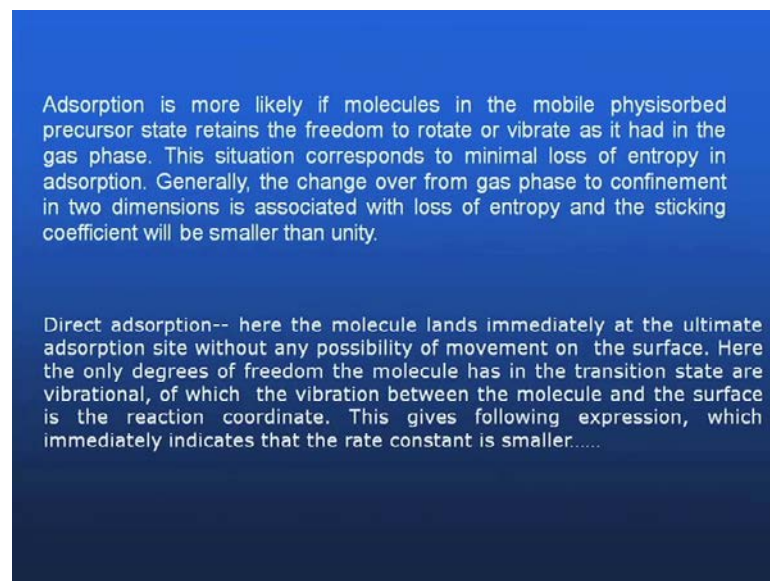 Adsorption is more likely if molecules in the mobile physisorbed
precursor state retains the freedom to rotate or vibrate as it had in the
gas phase. This situation corresponds to minimal loss of entropy in
adsorption. Generally, the change over from gas phase to confinement
in two dimensions is associated with loss of entropy and the sticking
coefficient will be smaller than unity.
Direct adsorption-- here the molecule lands immediately at the ultimate
adsorption site without any possibility of movement on the surface. Here
the only degrees of freedom the molecule has in the transition state are
vibrational, of which the vibration between the molecule and the surface
is the reaction coordinate. This gives following expression, which
immediately indicates that the rate constant is smaller......